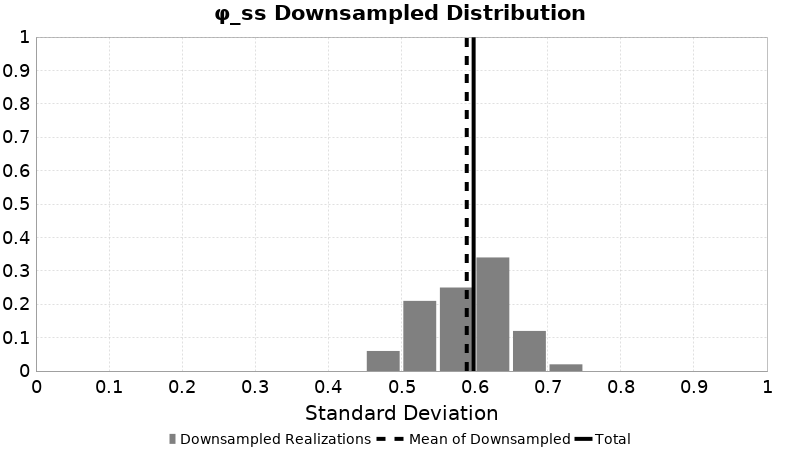 φ_ss Downsampled Distribution
1
0.9
0.8
0.7
0.6
0.5
0.4
0.3
0.2
0.1
0
0 0.1 0.2 0.3 0.4 0.5 0.6 0.7 0.8 0.9 1
Standard Deviation
Downsampled Realizations Mean of Downsampled Total